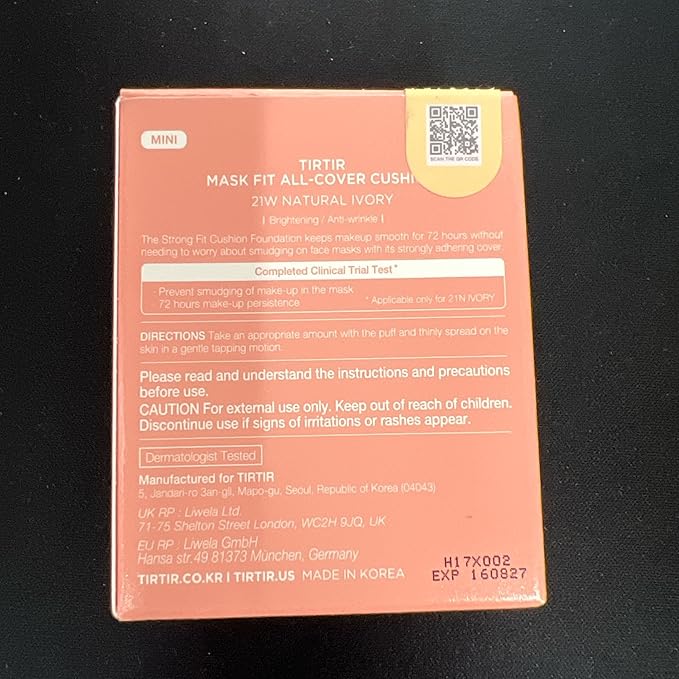 MINI
SCAN THE QR CODE
TIRTIR
MASK FIT ALL-COVER
21W NATURAL IVORY
| Brightening / Anti-wrinkle |
The Strong Fit Cushion Foundation keeps makeup smooth for 72 hours without
needing to worry about smudging on face masks with its strongly adhering cover.
Completed Clinical Trial Test*
- Prevent smudging of make-up in the mask
- 72 hours make-up persistence
* Applicable only for 21N IVORY
DIRECTIONS Take an appropriate amount with the puff and thinly spread on the
skin in a gentle tapping motion.
Please read and understand the instructions and precautions
before use.
CAUTION For external use only. Keep out of reach of children.
Discontinue use if signs of irritations or rashes appear.
Dermatologist Tested
Manufactured for TIRTIR
5, Jandari-ro 3an-gil, Mapo-gu, Seoul, Republic of Korea (04043)
UK RP : Liwela Ltd.
71-75 Shelton Street London, WC2H 9JQ, UK
EU RP : Liwela GmbH
Hansa str.49 81373 München, Germany
TIRTIR.CO.KR | TIRTIR.US MADE IN KOREA
H17X002
EXP 160827